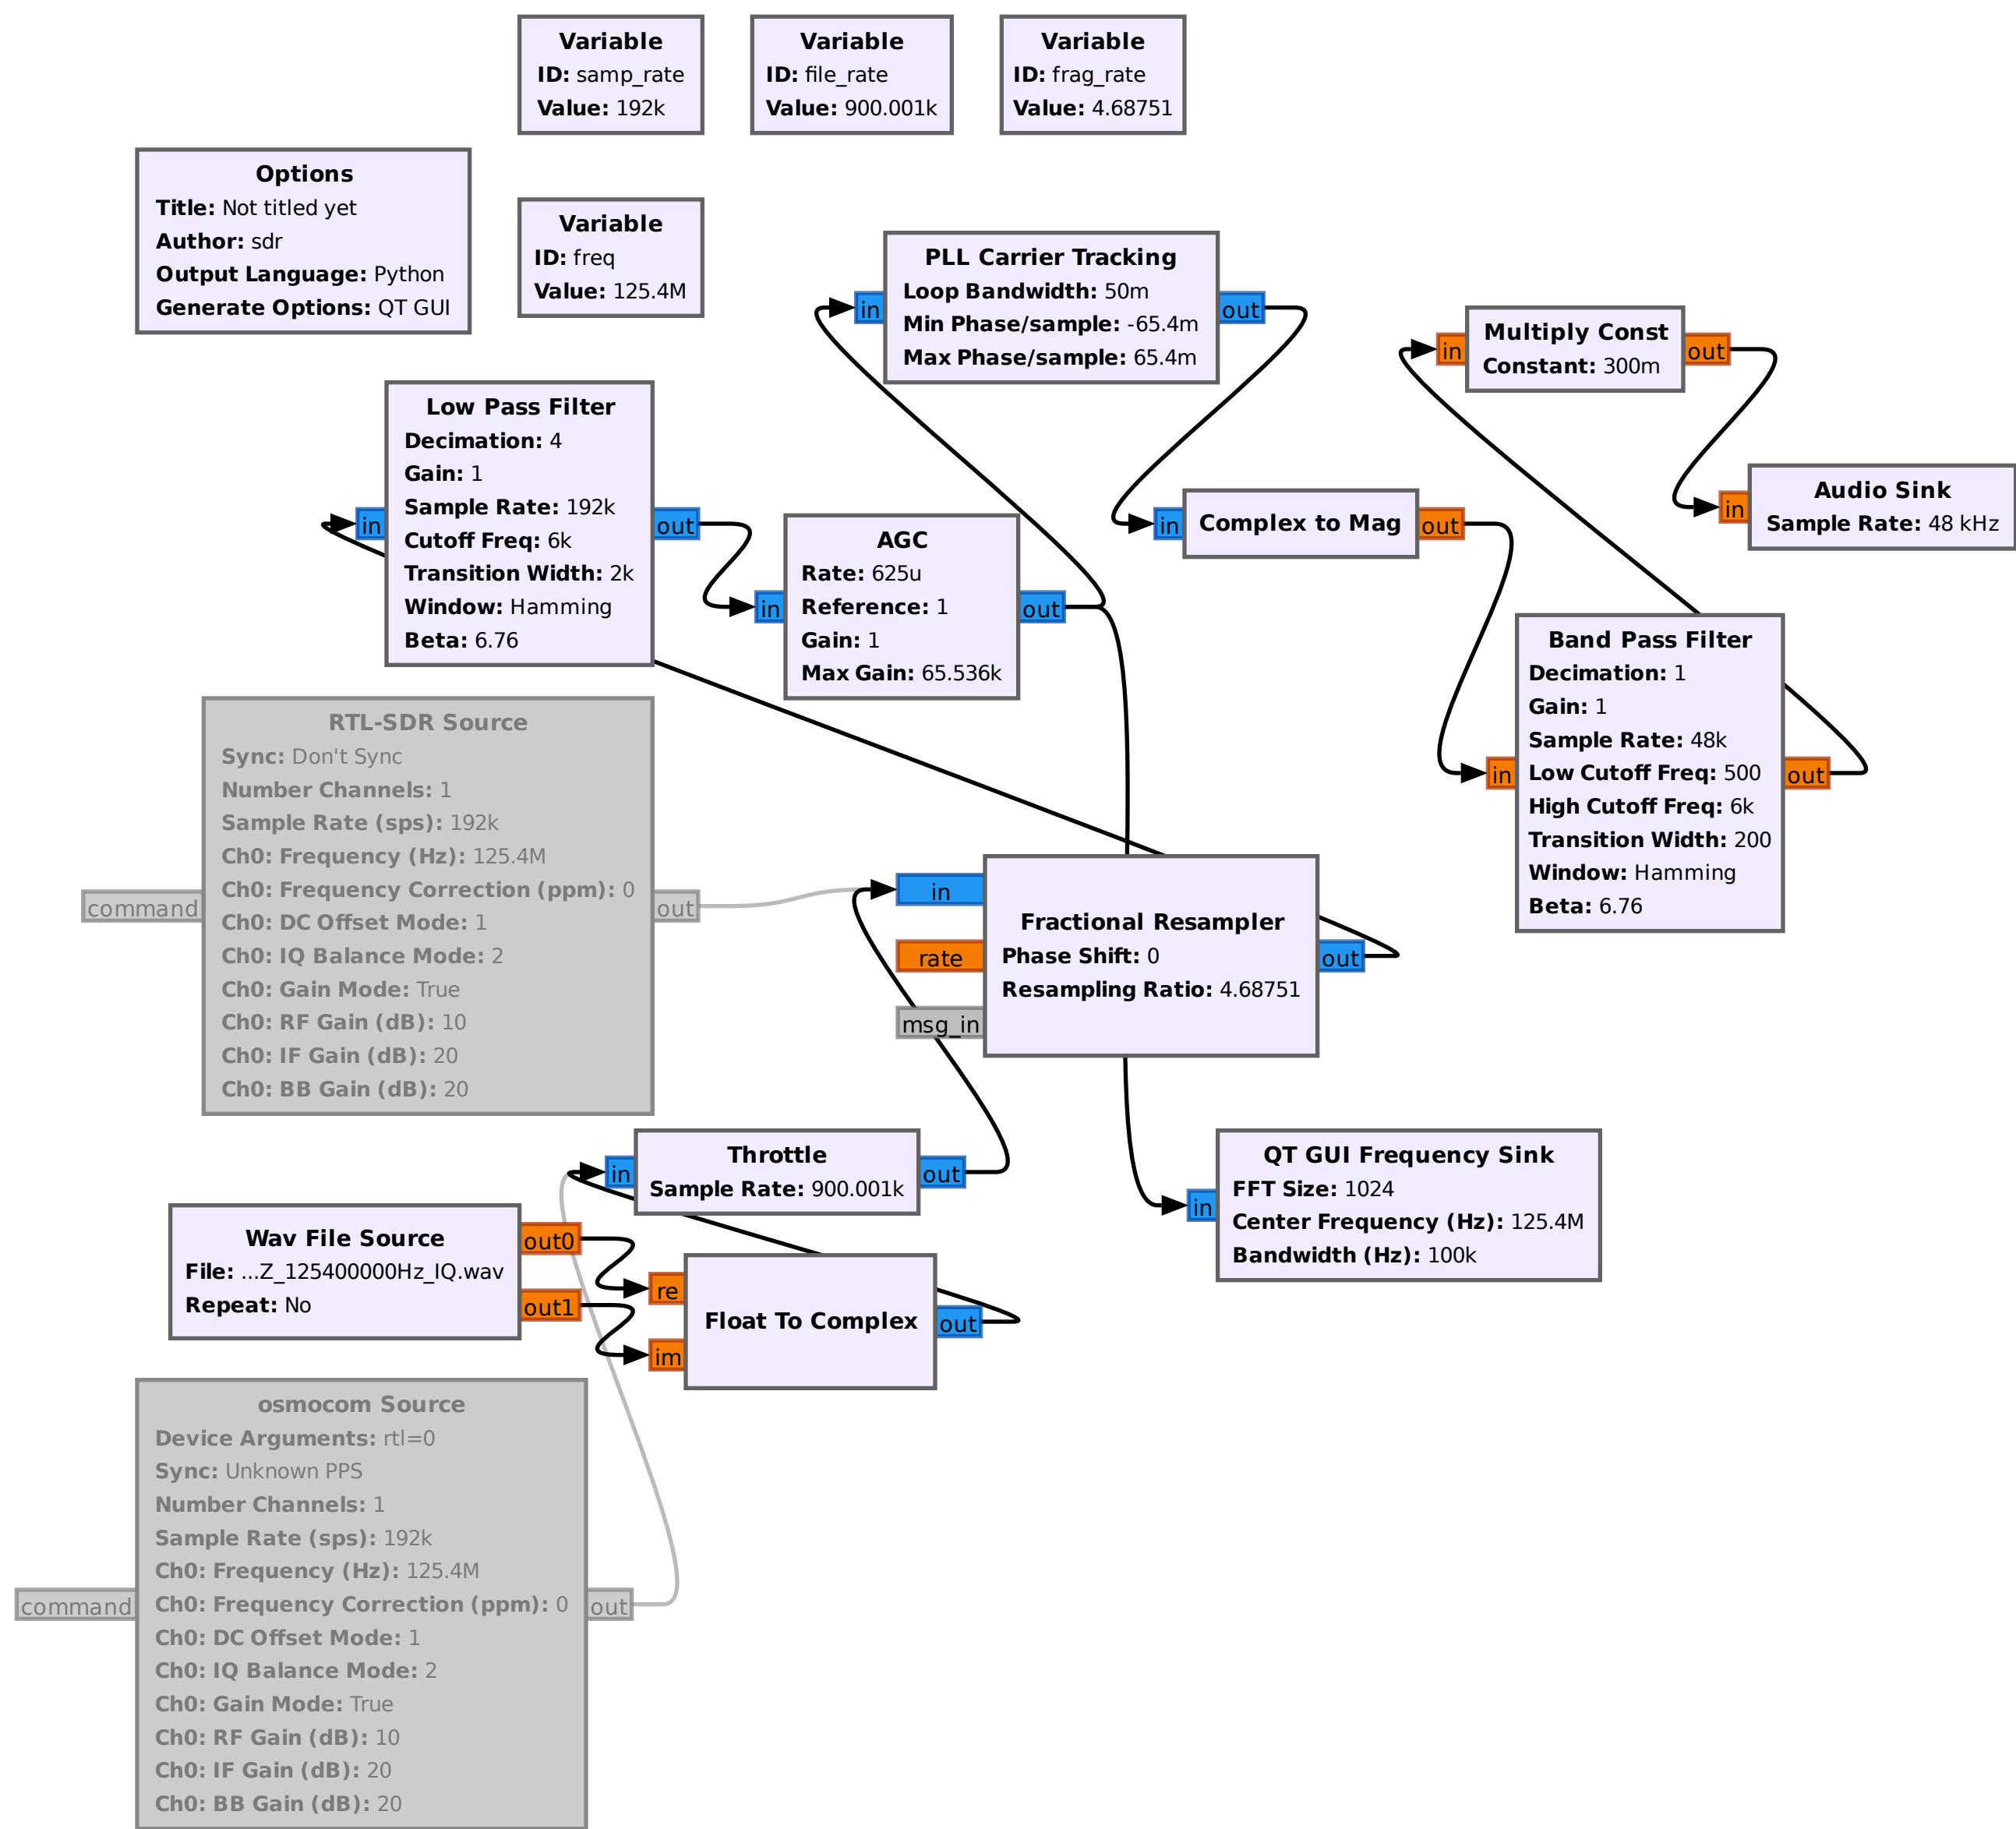 Variable
ID: samp_rate
Value: 192k
Variable
ID: file_rate
Value: 900.001k
Variable
ID: frag_rate
Value: 4.68751
Options
Title: Not titled yet
Author: sdr
Output Language: Python
Generate Options: QT GUI
Variable
ID: freq
Value: 125.4M
PLL Carrier Tracking
Loop Bandwidth: 50m
Min Phase/sample: -65.4m
Max Phase/sample: 65.4m
in
out
Multiply Const
Constant: 300m
in
out
Low Pass Filter
Decimation: 4
Gain: 1
Sample Rate: 192k
Cutoff Freq: 6k
Transition Width: 2k
Window: Hamming
Beta: 6.76
in
out
AGC
Rate: 625u
Reference: 1
Gain: 1
Max Gain: 65.536k
in
out
in
Complex to Mag
out
Audio Sink
Sample Rate: 48 kHz
in
Band Pass Filter
Decimation: 1
Gain: 1
Sample Rate: 48k
Low Cutoff Freq: 500
High Cutoff Freq: 6k
Transition Width: 200
Window: Hamming
Beta: 6.76
in
out
RTL-SDR Source
Sync: Don't Sync
Number Channels: 1
Sample Rate (sps): 192k
Ch0: Frequency (Hz): 125.4M
Ch0: Frequency Correction (ppm): 0
Ch0: DC Offset Mode: 1
Ch0: IQ Balance Mode: 2
Ch0: Gain Mode: True
Ch0: RF Gain (dB): 10
Ch0: IF Gain (dB): 20
Ch0: BB Gain (dB): 20
command
out
in
rate
msg_in
Fractional Resampler
Phase Shift: 0
Resampling Ratio: 4.68751
out
Throttle
Sample Rate: 900.001k
in
out
QT GUI Frequency Sink
FFT Size: 1024
Center Frequency (Hz): 125.4M
Bandwidth (Hz): 100k
in
Wav File Source
File: ...Z_125400000Hz_IQ.wav
Repeat: No
out0
out1
re
im
Float To Complex
out
osmocom Source
Device Arguments: rtl=0
Sync: Unknown PPS
Number Channels: 1
Sample Rate (sps): 192k
Ch0: Frequency (Hz): 125.4M
Ch0: Frequency Correction (ppm): 0
Ch0: DC Offset Mode: 1
Ch0: IQ Balance Mode: 2
Ch0: Gain Mode: True
Ch0: RF Gain (dB): 10
Ch0: IF Gain (dB): 20
Ch0: BB Gain (dB): 20
command
out